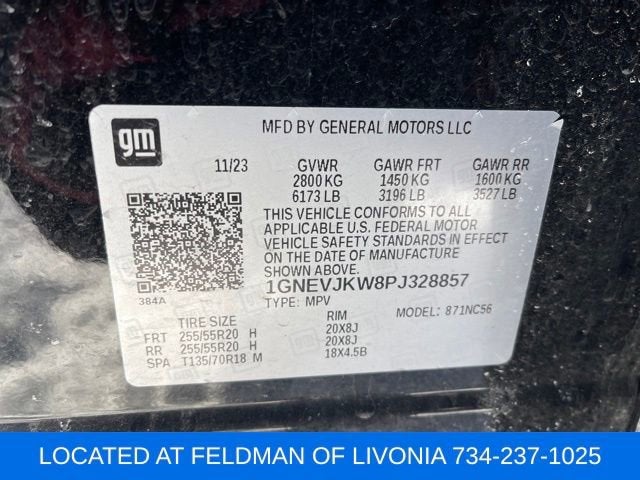 gm
MFD BY GENERAL MOTORS LLC
11/23 GVWR GAWR FRT GAWR RR
2800 KG 1450 KG 1600 KG
6173 LB 3196 LB 3527 LB
THIS VEHICLE CONFORMS TO ALL
APPLICABLE U.S. FEDERAL MOTOR
VEHICLE SAFETY STANDARDS IN EFFECT
ON THE DATE OF MANUFACTURE
SHOWN ABOVE.
1GNEVJKW8PJ328857
384A
TYPE: MPV MODEL: 871NC56
TIRE SIZE RIM
FRT 255/55R20 H 20X8J
RR 255/55R20 H 20X8J
SPA T135/70R18 M 18X4.5B
LOCATED AT FELDMAN OF LIVONIA 734-237-1025